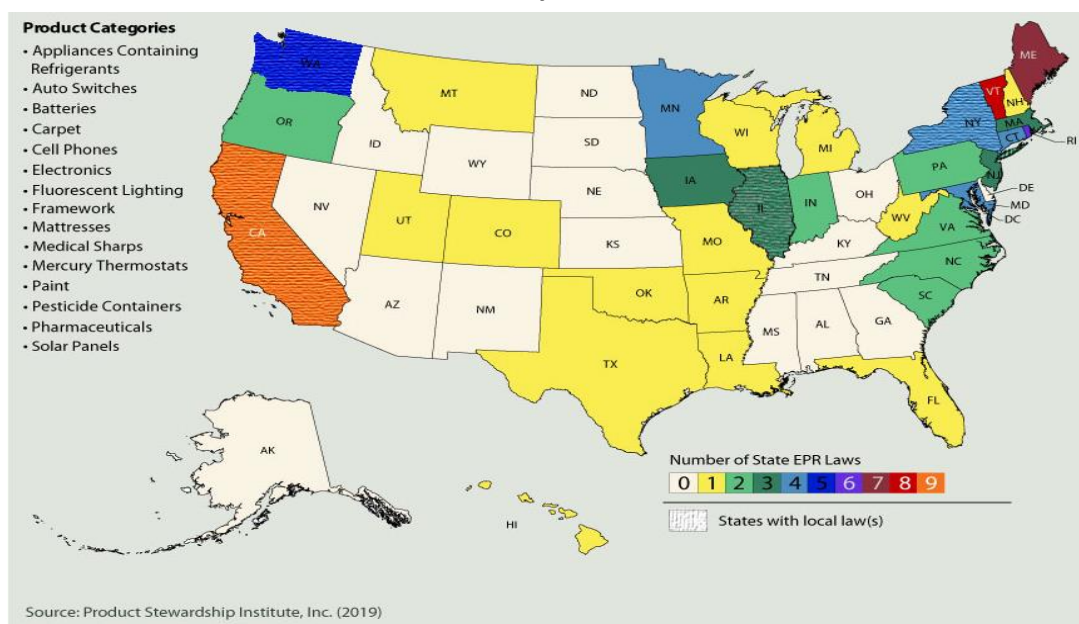 Product Categories
• Appliances Containing
Refrigerants
• Auto Switches
• Batteries
• Carpet
• Cell Phones
• Electronics
• Fluorescent Lighting
• Framework
• Mattresses
• Medical Sharps
• Mercury Thermostats
• Paint
• Pesticide Containers
• Pharmaceuticals
• Solar Panels
WA
OR
CA
ID
NV
MT
WY
UT
CO
AZ
NM
ND
SD
NE
KS
OK
TX
MN
IA
MO
AR
LA
WI
IL
MI
IN
OH
KY
TN
MS
AL
GA
FL
SC
NC
VA
WV
PA
NY
VT
NH
ME
MA
CT
RI
NJ
DE
MD
DC
AK
HI
Number of State EPR Laws
0 1 2 3 4 5 6 7 8 9
States with local law(s)
Source: Product Stewardship Institute, Inc. (2019)